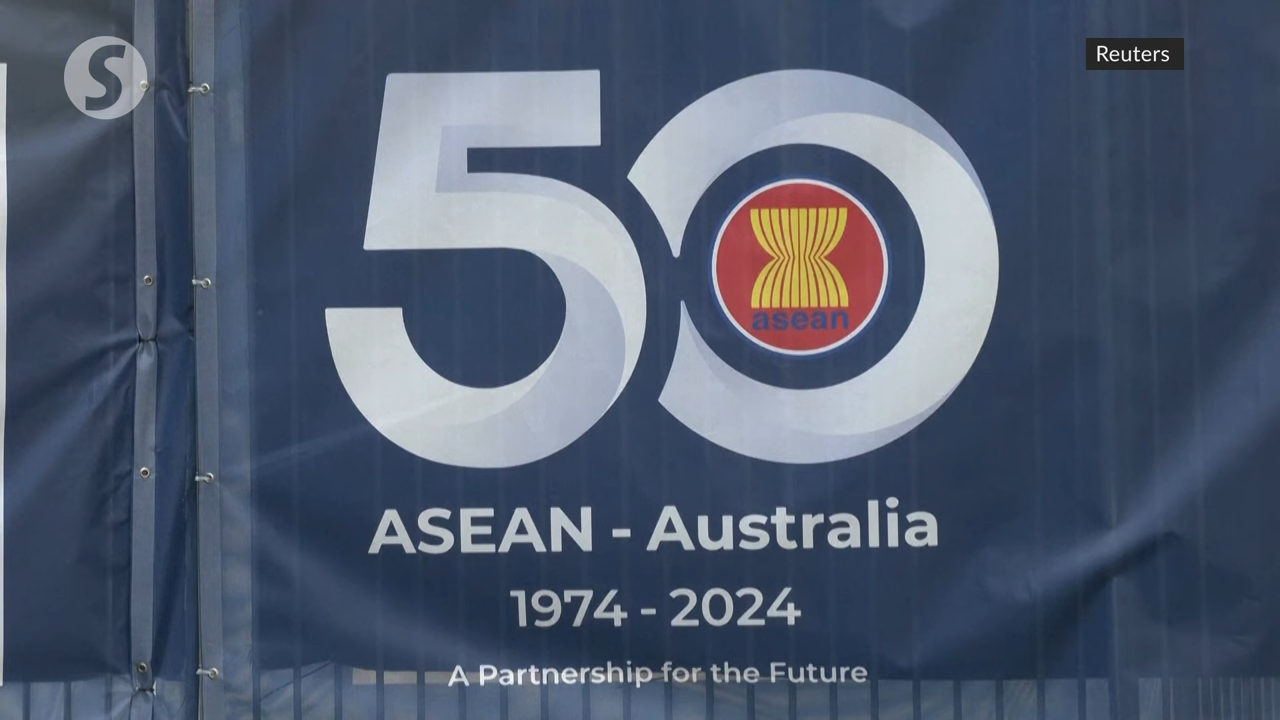 S
Reuters
50
asean
ASEAN - Australia
1974 - 2024
A Partnership for the Future